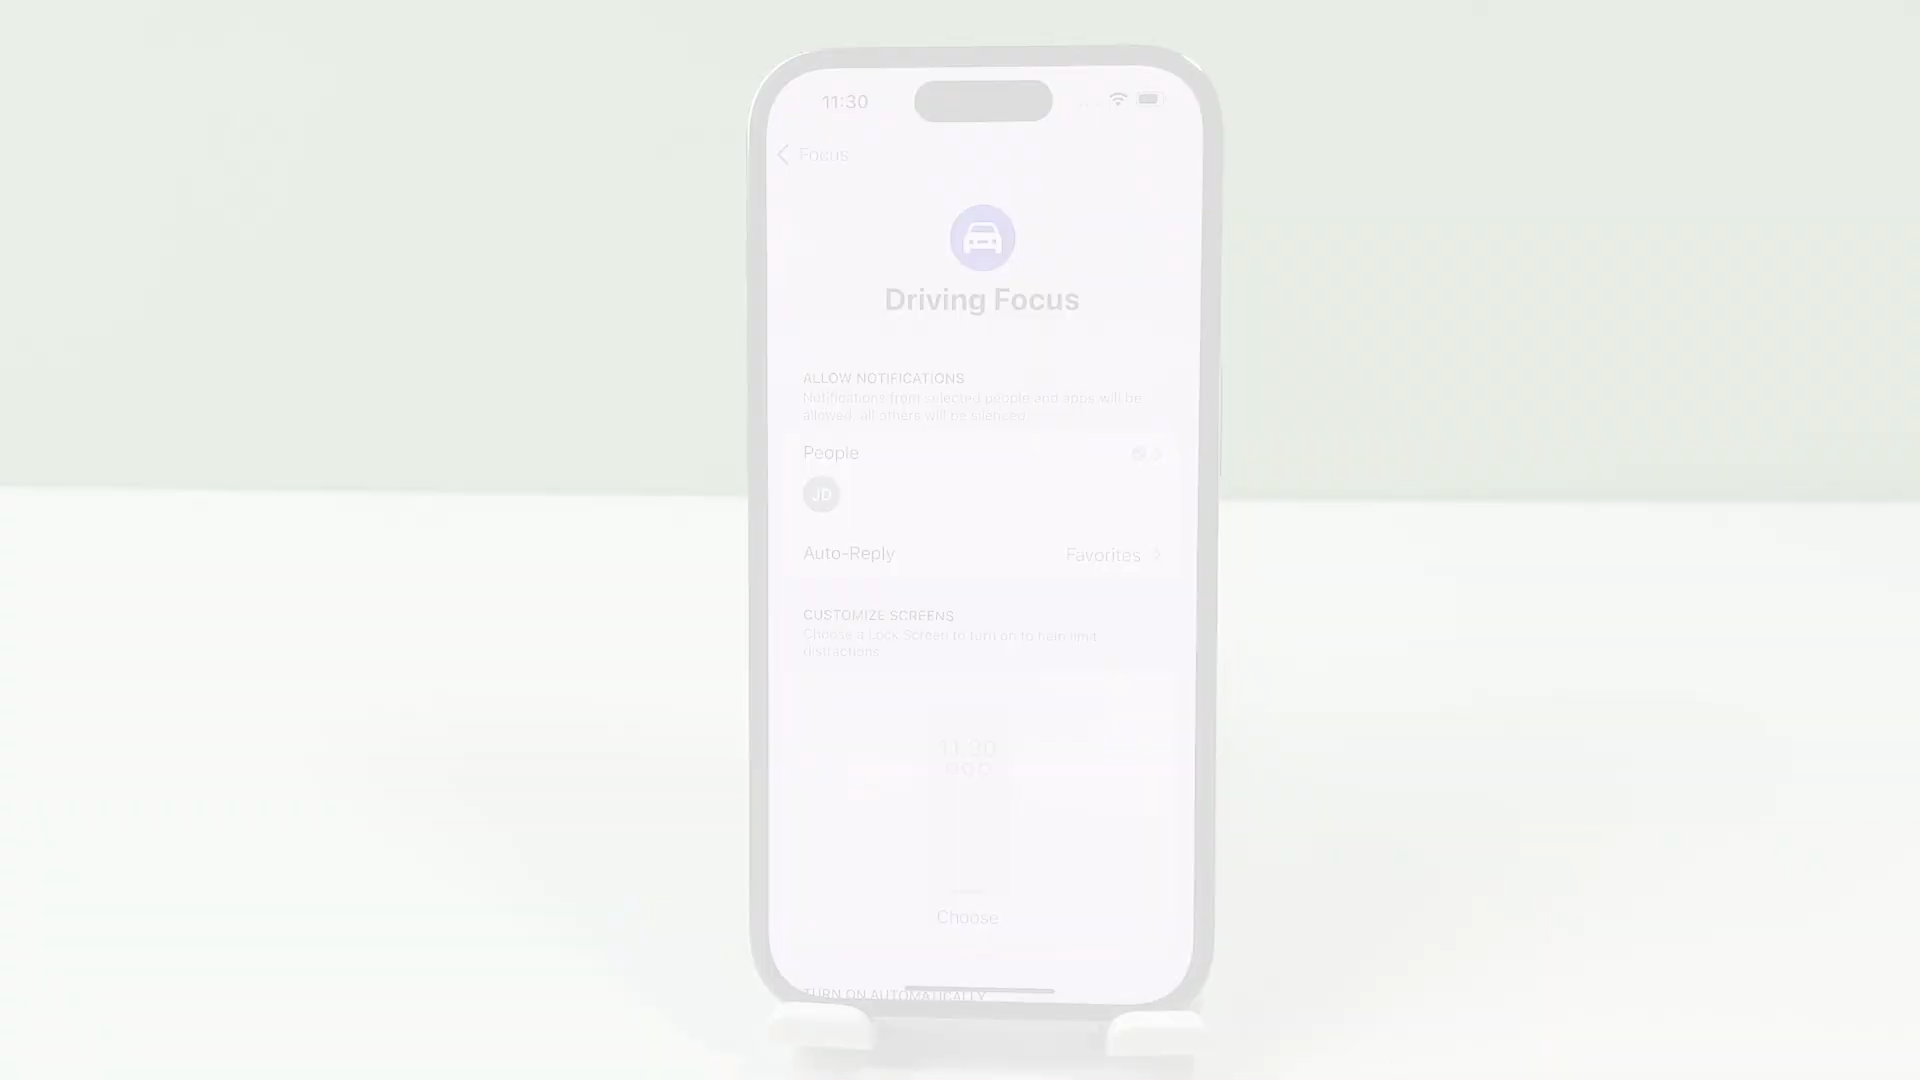 11:30
Focus
Driving Focus
ALLOW NOTIFICATIONS
Notifications from selected people and apps will be
allowed, all others will be silenced.
People
JD
Auto-Reply Favorites
CUSTOMIZE SCREENS
Choose a Lock Screen to turn on to help limit
distractions
11:30
Choose
TURN ON AUTOMATICALLY